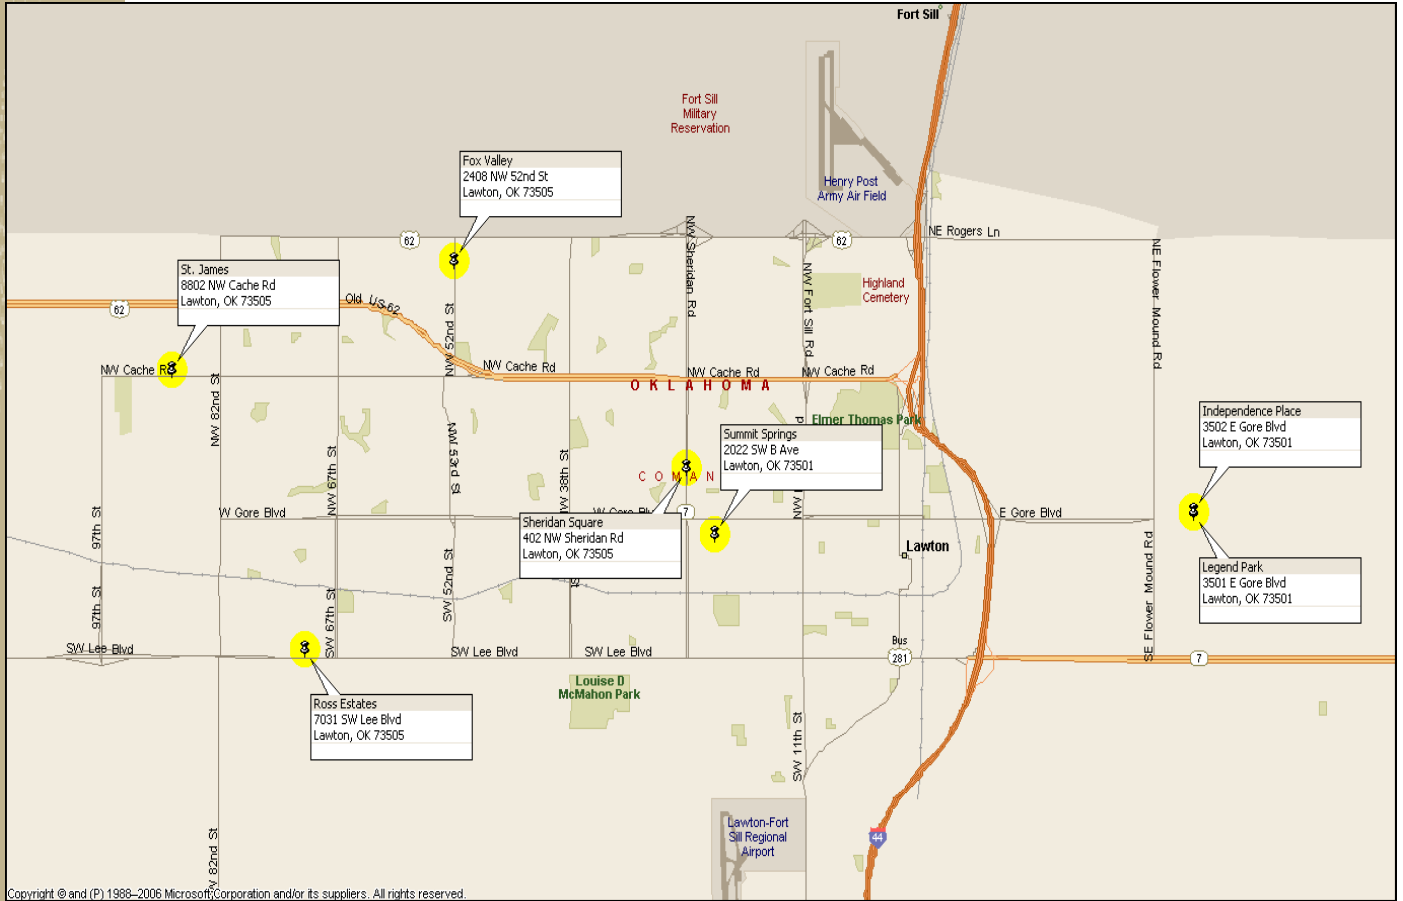 Fort Sill
Fort Sill
Military
Reservation
Henry Post
Army Air Field
Fox Valley
2408 NW 52nd St
Lawton, OK 73505
62
62
NE Rogers Ln
St. James
8802 NW Cache Rd
Lawton, OK 73505
62
Old US-62
NW 52nd St
NW Sheridan Rd
NW Fort Sill Rd
Highland
Cemetery
NE Flower Mound Rd
NW Cache Rd
NW Cache Rd
NW Cache Rd
NW Cache Rd
OKLAHOMA
NW 82nd St
Elmer Thomas Park
Independence Place
3502 E Gore Blvd
Lawton, OK 73501
Summit Springs
2022 SW B Ave
Lawton, OK 73501
NW 67th St
NW 53rd St
W 38th St
COMAN
W Gore Blvd
7
E Gore Blvd
97th St
Sheridan Square
402 NW Sheridan Rd
Lawton, OK 73505
Lawton
Legend Park
3501 E Gore Blvd
Lawton, OK 73501
97th St
SW 67th St
SW 52nd St
SE Flower Mound Rd
SW Lee Blvd
SW Lee Blvd
SW Lee Blvd
Bus
281
7
Louise D
McMahon Park
Ross Estates
7031 SW Lee Blvd
Lawton, OK 73505
SW 11th St
Lawton-Fort
Sill Regional
Airport
44
W 82nd St
Copyright © and (P) 1988–2006 Microsoft Corporation and/or its suppliers. All rights reserved.